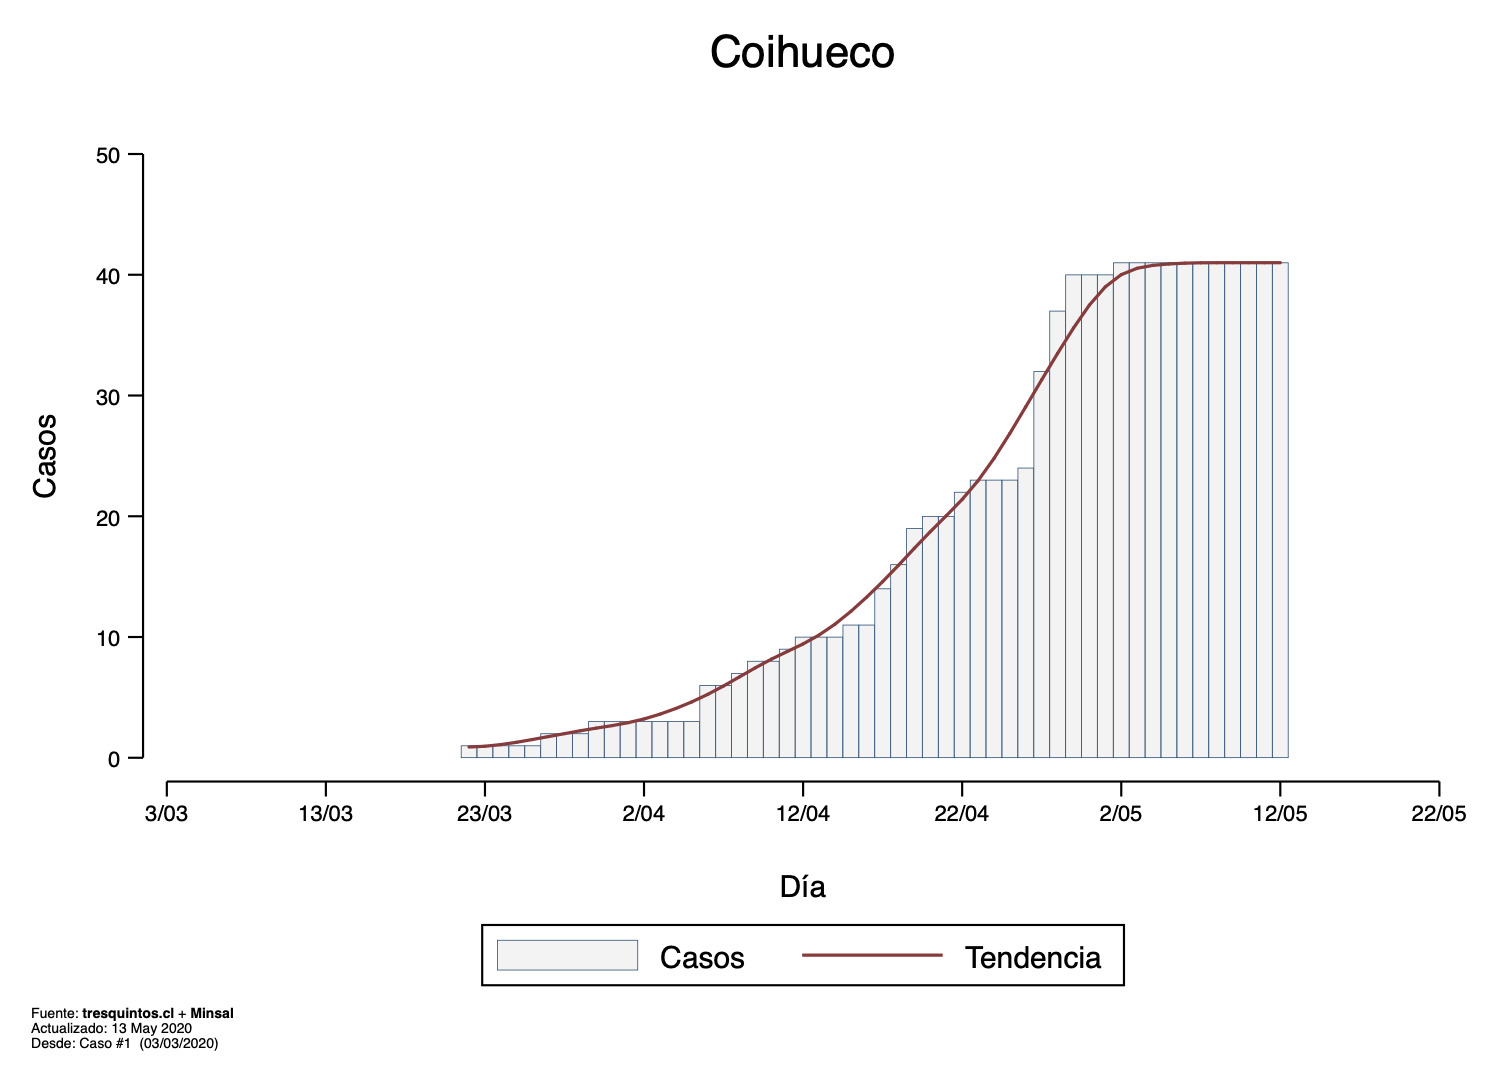 Coihueco
50
40
30
20
10
0
Casos
3/03 13/03 23/03 2/04 12/04 22/04 2/05 12/05 22/05
Día
Casos Tendencia
Fuente: tresquintos.cl + Minsal
Actualizado: 13 May 2020
Desde: Caso #1 (03/03/2020)